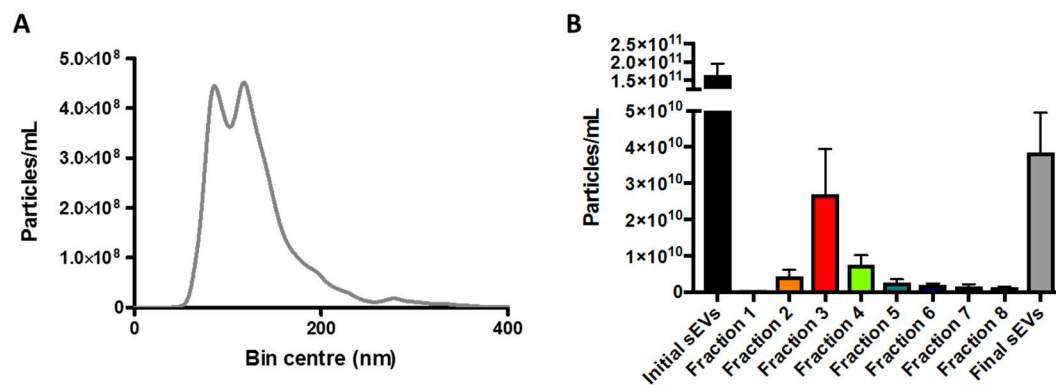 A
Particles/mL
5.0×10⁸
4.0×10⁸
3.0×10⁸
2.0×10⁸
1.0×10⁸
0
0
200
400
Bin centre (nm)
B
Particles/mL
2.5×10¹¹
2.0×10¹¹
1.5×10¹¹
5×10¹⁰
4×10¹⁰
3×10¹⁰
2×10¹⁰
1×10¹⁰
0
Initial sEVs
Fraction 1
Fraction 2
Fraction 3
Fraction 4
Fraction 5
Fraction 6
Fraction 7
Fraction 8
Final sEVs